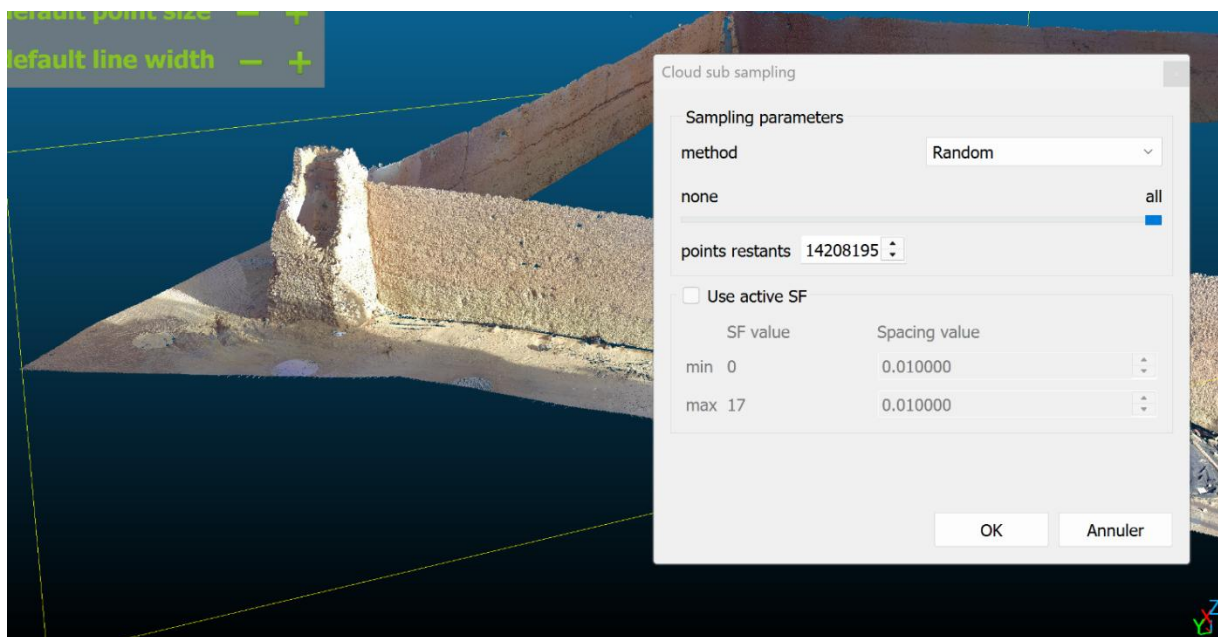 default point size − +
default line width − +
Cloud sub sampling
Sampling parameters
method Random
none all
points restants 14208195
Use active SF
SF value Spacing value
min 0 0.010000
max 17 0.010000
OK Annuler
Z
X
Y